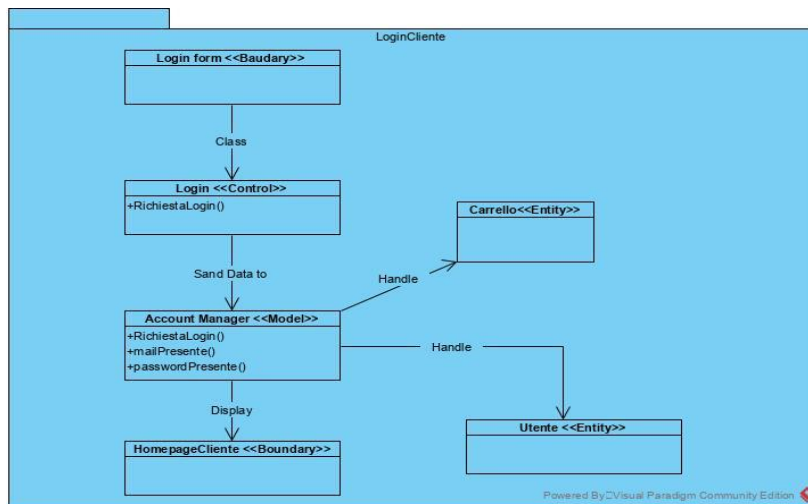 LoginCliente
Login form <<Baudary>>
Class
Login <<Control>>
+RichiestaLogin()
Carrello<<Entity>>
Sand Data to
Handle
Account Manager <<Model>>
+RichiestaLogin()
+mailPresente()
+passwordPresente()
Handle
Display
Utente <<Entity>>
HomepageCliente <<Boundary>>
Powered By Visual Paradigm Community Edition